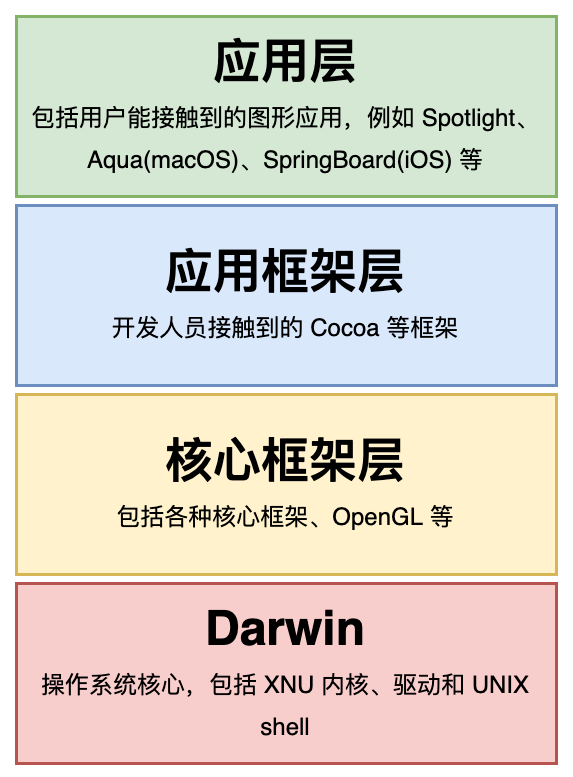 应用层
包括用户能接触到的图形应用，例如 Spotlight、
Aqua(macOS)、SpringBoard(iOS) 等
应用框架层
开发人员接触到的 Cocoa 等框架
核心框架层
包括各种核心框架、OpenGL 等
Darwin
操作系统核心，包括 XNU 内核、驱动和 UNIX
shell